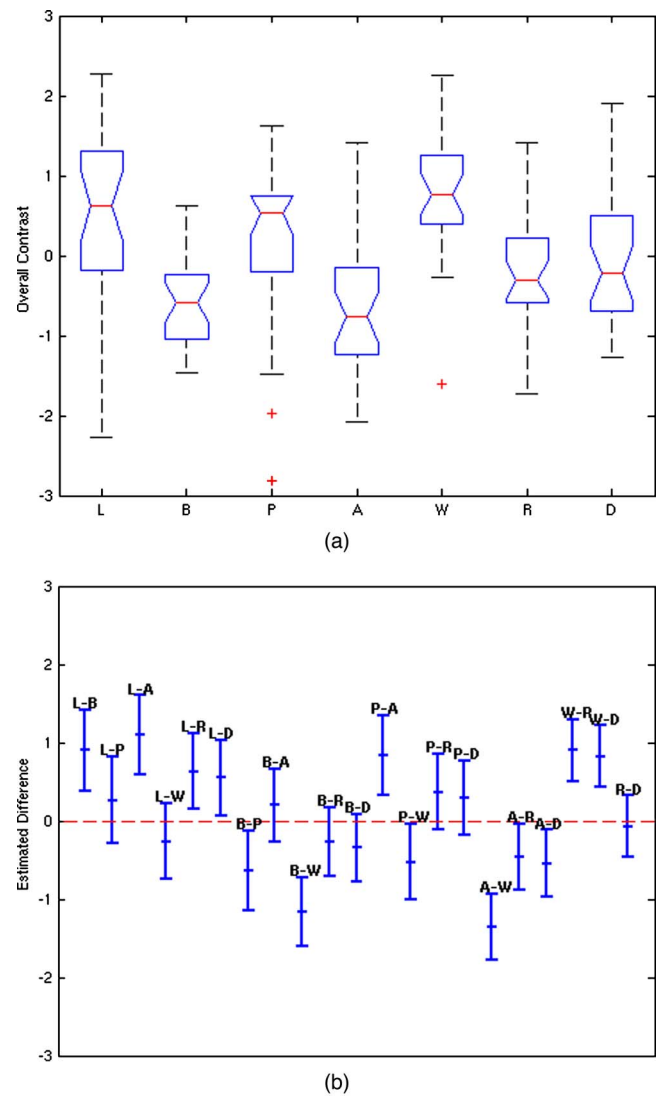 3
2
1
0
-1
-2
-3
Overall Contrast
L B P A W R D
(a)
3
2
1
0
-1
-2
-3
Estimated Difference
L-B
L-P
L-A
L-W
L-R
L-D
B-P
B-A
B-W
B-R
B-D
P-A
P-W
P-R
P-D
A-W
A-R
A-D
W-R
W-D
R-D
(b)